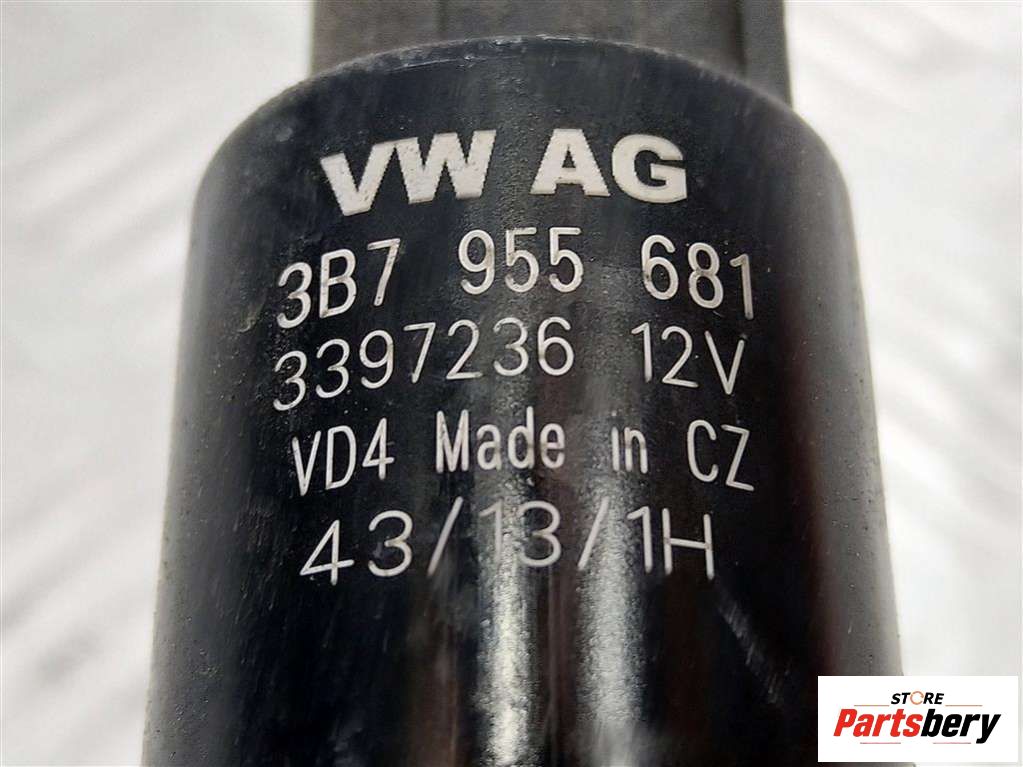 VW AG
3B7 955 681
3397236 12V
VD4 Made in CZ
43/13/1H
STORE
Partsbery